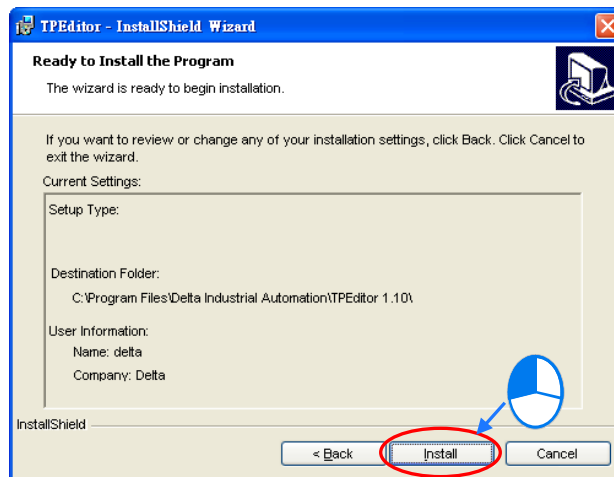 TPEditor - InstallShield Wizard
Ready to Install the Program
The wizard is ready to begin installation.
If you want to review or change any of your installation settings, click Back. Click Cancel to
exit the wizard.
Current Settings:
Setup Type:
Destination Folder:
C:\Program Files\Delta Industrial Automation\TPEditor 1.10\
User Information:
Name: delta
Company: Delta
InstallShield
< Back
Install
Cancel